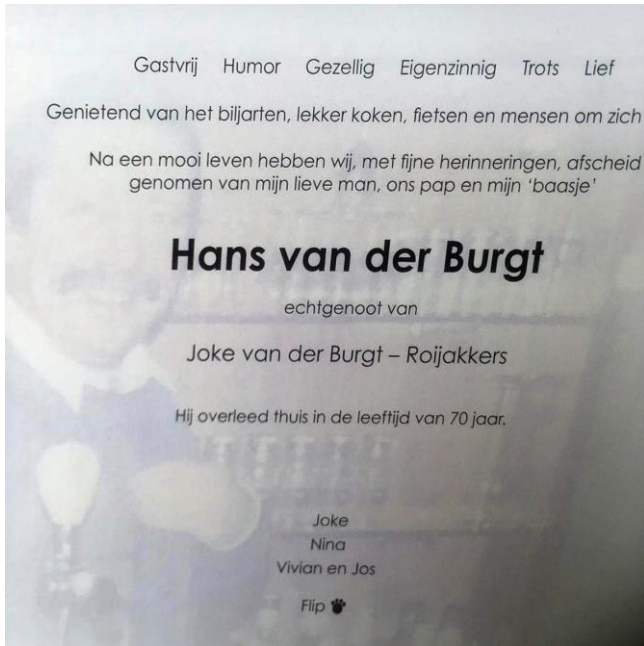 Gastvrij Humor Gezellig Eigenzinnig Trots Lief
Genietend van het biljarten, lekker koken, fietsen en mensen om zich
Na een mooi leven hebben wij, met fijne herinneringen, afscheid
genomen van mijn lieve man, ons pap en mijn ‘baasje’
Hans van der Burgt
echtgenoot van
Joke van der Burgt – Roijakkers
Hij overleed thuis in de leeftijd van 70 jaar.
Joke
Nina
Vivian en Jos
Flip